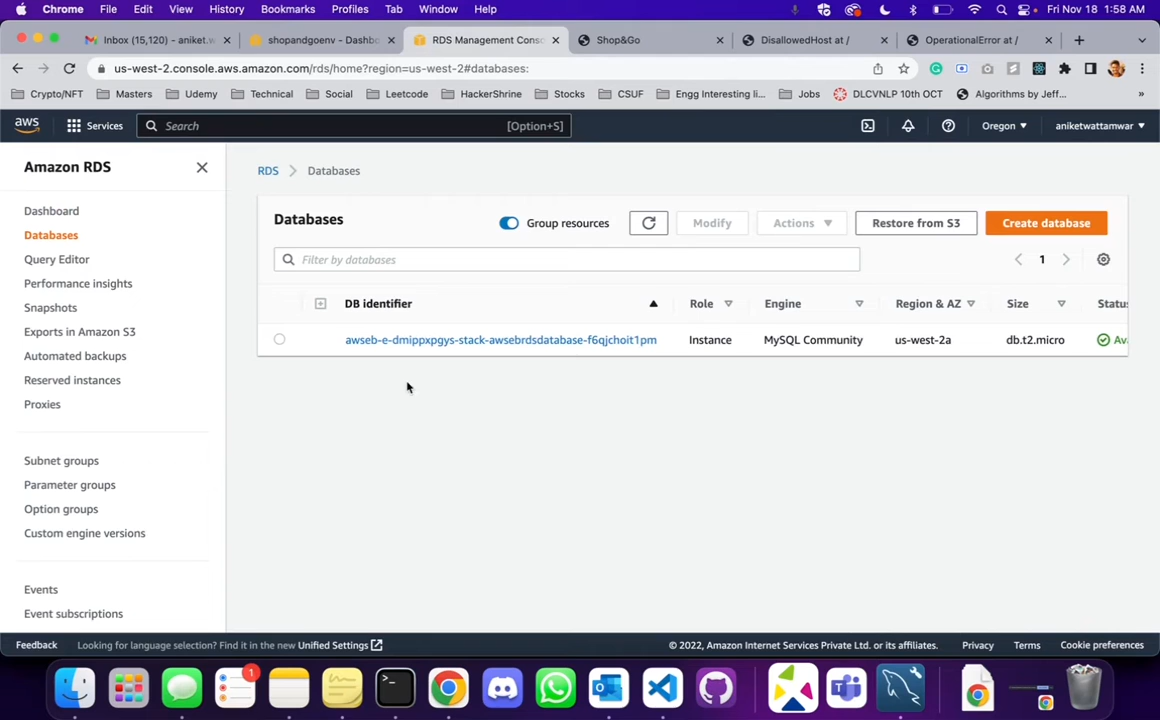 Chrome File Edit View History Bookmarks Profiles Tab Window Help Fri Nov 18 1:58 AM
Inbox (15,120) - aniket.w shopandgoenv - Dashbo RDS Management Cons Shop&Go DisallowedHost at / OperationalError at /
us-west-2.console.aws.amazon.com/rds/home?region=us-west-2#databases:
Crypto/NFT Masters Udemy Technical Social Leetcode HackerShrine Stocks CSUF Engg Interesting li... Jobs DLCVNLP 10th OCT Algorithms by Jeff... »
aws Services Search [Option+S] Oregon aniketwattamwar
Amazon RDS
Dashboard
Databases
Query Editor
Performance insights
Snapshots
Exports in Amazon S3
Automated backups
Reserved instances
Proxies
Subnet groups
Parameter groups
Option groups
Custom engine versions
Events
Event subscriptions
RDS Databases
Databases Group resources Modify Actions Restore from S3 Create database
Filter by databases 1
DB identifier Role Engine Region & AZ Size Status
awseb-e-dmippxpgys-stack-awsebrdsdatabase-f6qjchoit1pm Instance MySQL Community us-west-2a db.t2.micro Av
Feedback Looking for language selection? Find it in the new Unified Settings © 2022, Amazon Internet Services Private Ltd. or its affiliates. Privacy Terms Cookie preferences
1